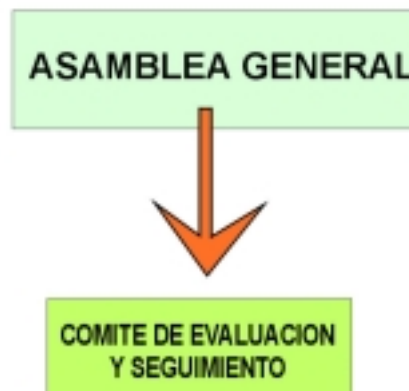 ASAMBLEA GENERAL
COMITE DE EVALUACION
Y SEGUIMIENTO